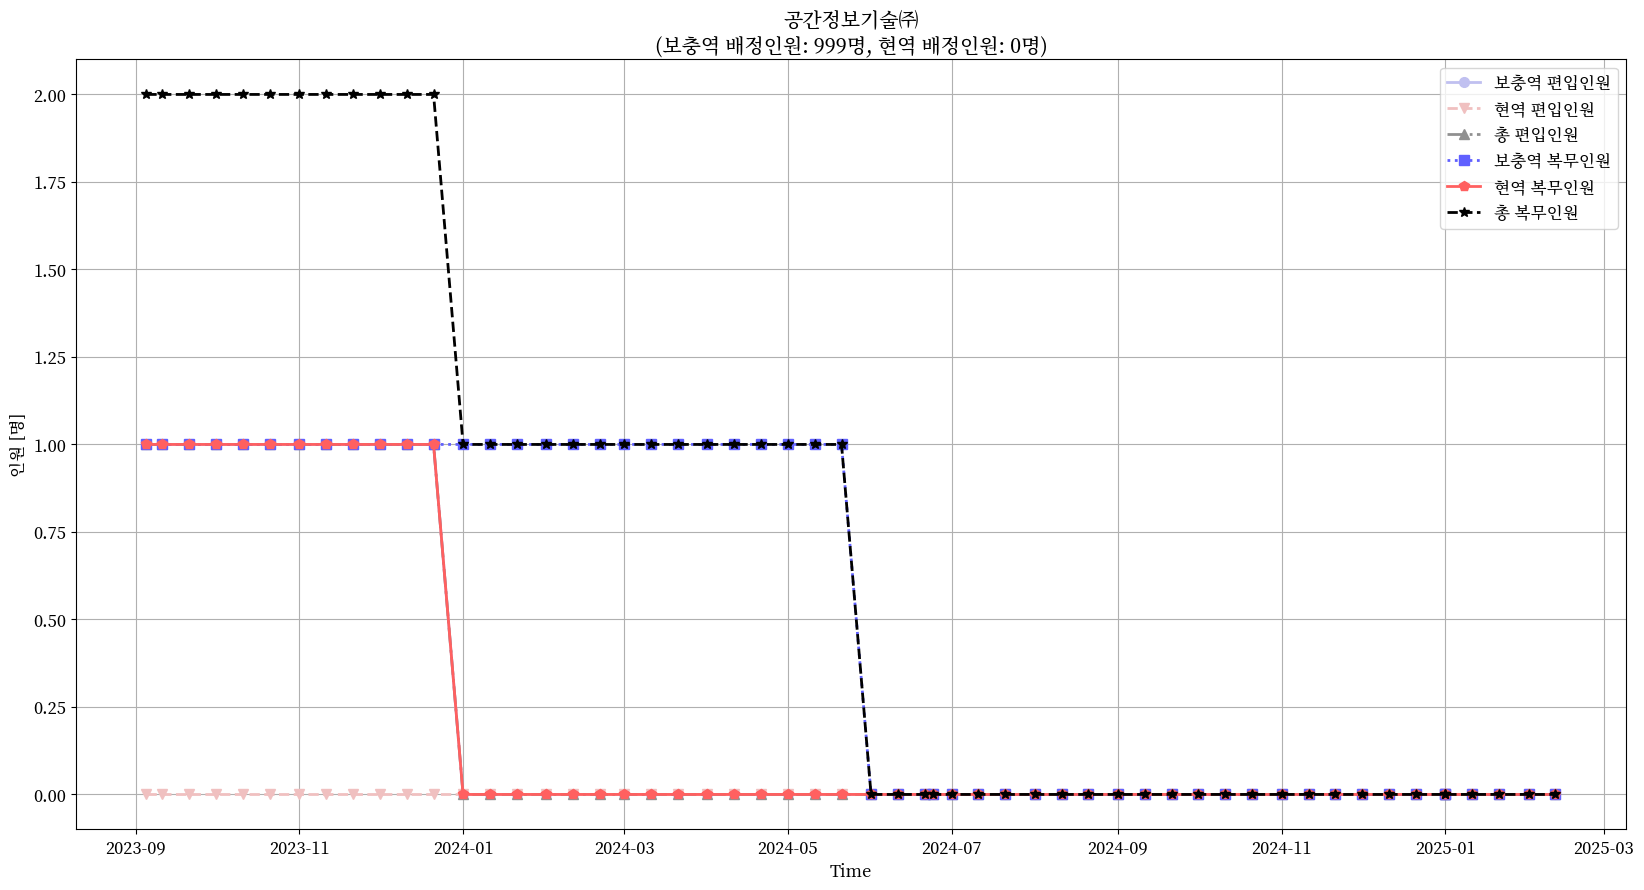 공간정보기술㈜
(보충역 배정인원: 999명, 현역 배정인원: 0명)
보충역 편입인원
현역 편입인원
총 편입인원
보충역 복무인원
현역 복무인원
총 복무인원
인원 [명]
2.00
1.75
1.50
1.25
1.00
0.75
0.50
0.25
0.00
2023-09
2023-11
2024-01
2024-03
2024-05
2024-07
2024-09
2024-11
2025-01
2025-03
Time